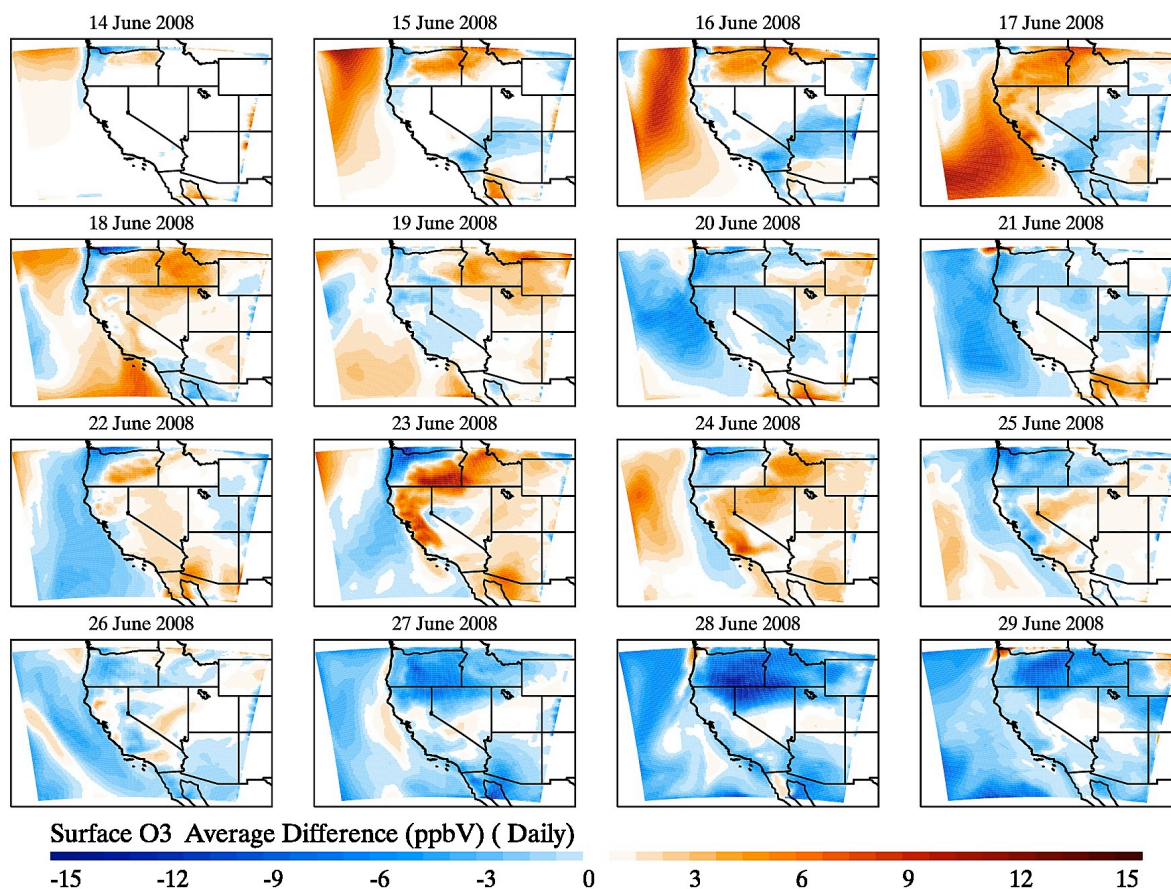 14 June 2008
15 June 2008
16 June 2008
17 June 2008
18 June 2008
19 June 2008
20 June 2008
21 June 2008
22 June 2008
23 June 2008
24 June 2008
25 June 2008
26 June 2008
27 June 2008
28 June 2008
29 June 2008
Surface O3 Average Difference (ppbV) ( Daily)
-15 -12 -9 -6 -3 0 3 6 9 12 15